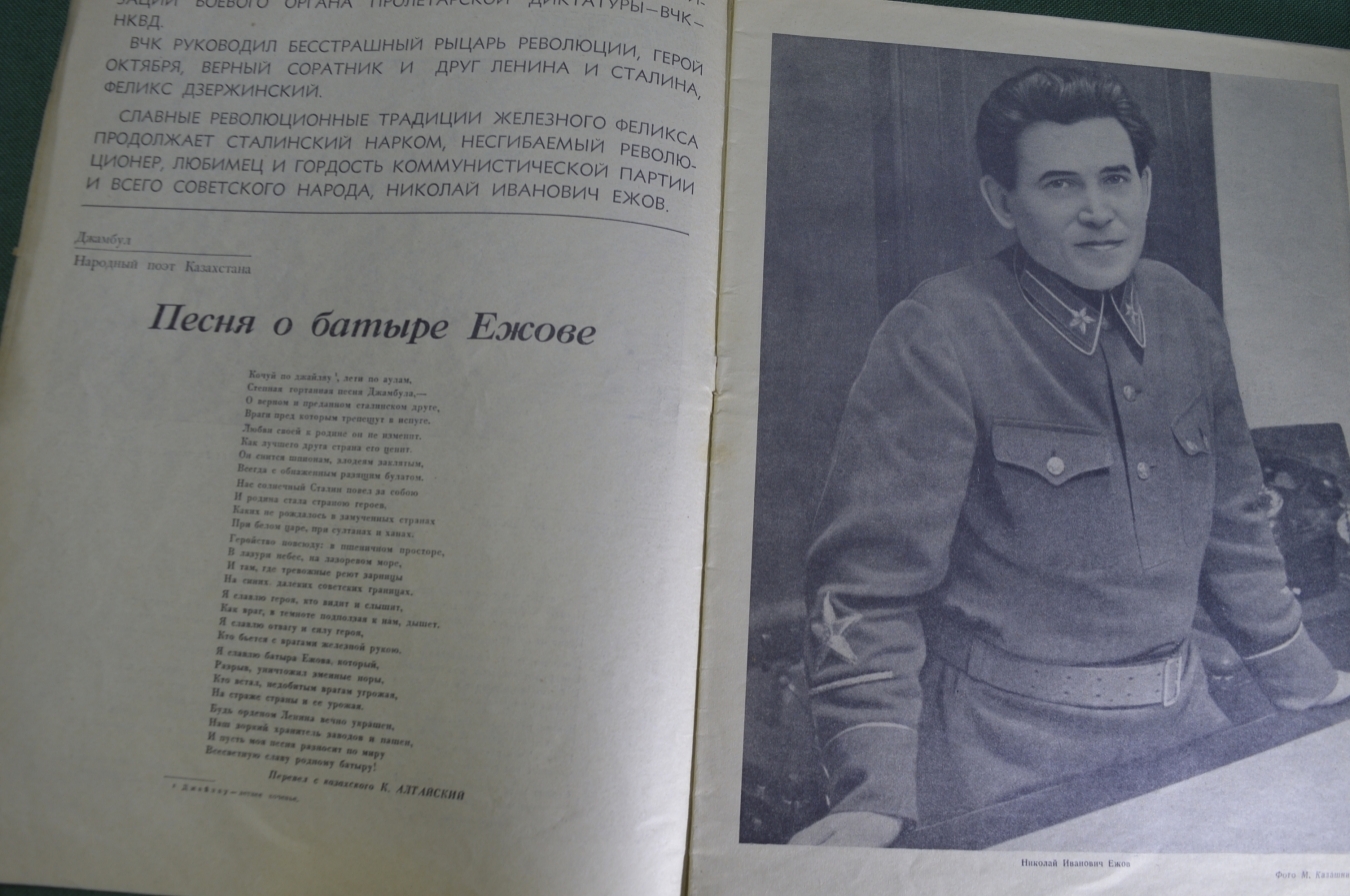 ЗАЦИИ БОЕВОГО ОРГАНА ПРОЛЕТАРСКОЙ ДИКТАТУРЫ—ВЧК—
НКВД.
ВЧК РУКОВОДИЛ БЕССТРАШНЫЙ РЫЦАРЬ РЕВОЛЮЦИИ, ГЕРОЙ
ОКТЯБРЯ, ВЕРНЫЙ СОРАТНИК И ДРУГ ЛЕНИНА И СТАЛИНА,
ФЕЛИКС ДЗЕРЖИНСКИЙ.
СЛАВНЫЕ РЕВОЛЮЦИОННЫЕ ТРАДИЦИИ ЖЕЛЕЗНОГО ФЕЛИКСА
ПРОДОЛЖАЕТ СТАЛИНСКИЙ НАРКОМ, НЕСГИБАЕМЫЙ РЕВОЛЮ-
ЦИОНЕР, ЛЮБИМЕЦ И ГОРДОСТЬ КОММУНИСТИЧЕСКОЙ ПАРТИИ
И ВСЕГО СОВЕТСКОГО НАРОДА, НИКОЛАЙ ИВАНОВИЧ ЕЖОВ.
Джамбул
Народный поэт Казахстана
Песня о батыре Ежове
Кочуй по джайляу ¹, лети по аулам,
Степная гортанная песня Джамбула,—
О верном и преданном сталинском друге,
Враги пред которым трепещут в испуге.
Любви своей к родине он не изменит.
Как лучшего друга страна его ценит.
Он снится шпионам, злодеям заклятым,
Всегда с обнаженным разящим булатом.
Нас солнечный Сталин повел за собою
И родина стала страною героев,
Каких не рождалось в замученных странах
При белом царе, при султанах и ханах.
Геройство повсюду: в пшеничном просторе,
В лазури небес, на лазоревом море,
И там, где тревожные реют зарницы
На синих далеких советских границах.
Я славлю героя, кто видит и слышит,
Как враг, в темноте подползая к нам, дышет.
Я славлю отвагу и силу героя,
Кто бьется с врагами железной рукою.
Я славлю батыра Ежова, который,
Разрыв, уничтожил змеиные норы,
Кто встал, недобитым врагам угрожая,
На страже страны и ее урожая.
Будь орденом Ленина вечно украшен,
Наш зоркий хранитель заводов и пашен,
И пусть моя песня разносит по миру
Всесветную славу родному батыру!
Перевел с казахского К. АЛТАЙСКИЙ
Джайляу — летнее кочевье.
Николай Иванович Ежов
Фото М.